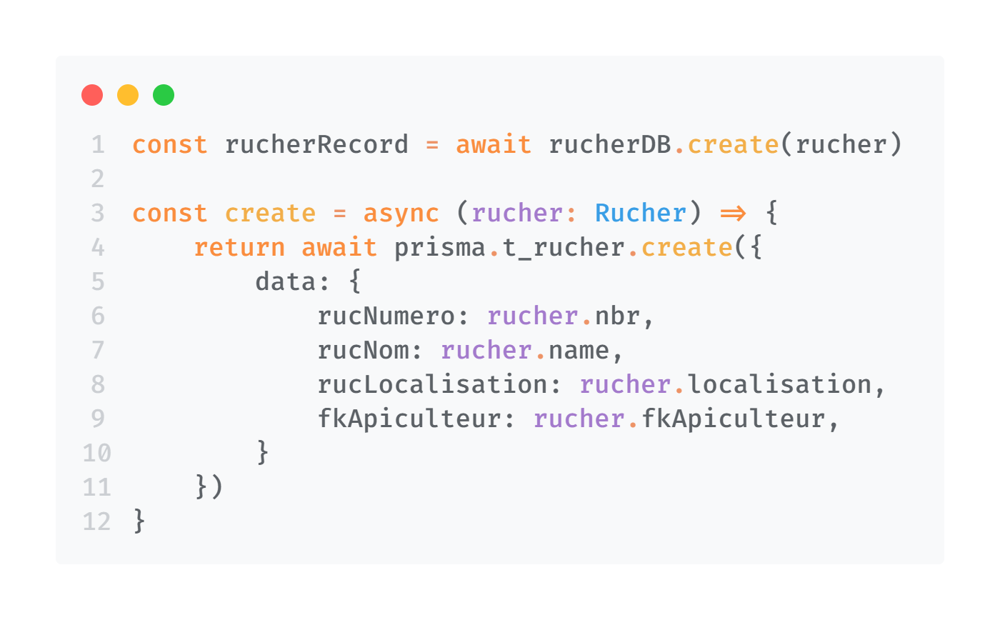 1 const rucherRecord = await rucherDB.create(rucher)
2
3 const create = async (rucher: Rucher) => {
4     return await prisma.t_rucher.create({
5         data: {
6             rucNumero: rucher.nbr,
7             rucNom: rucher.name,
8             rucLocalisation: rucher.localisation,
9             fkApiculteur: rucher.fkApiculteur,
10         }
11     })
12 }